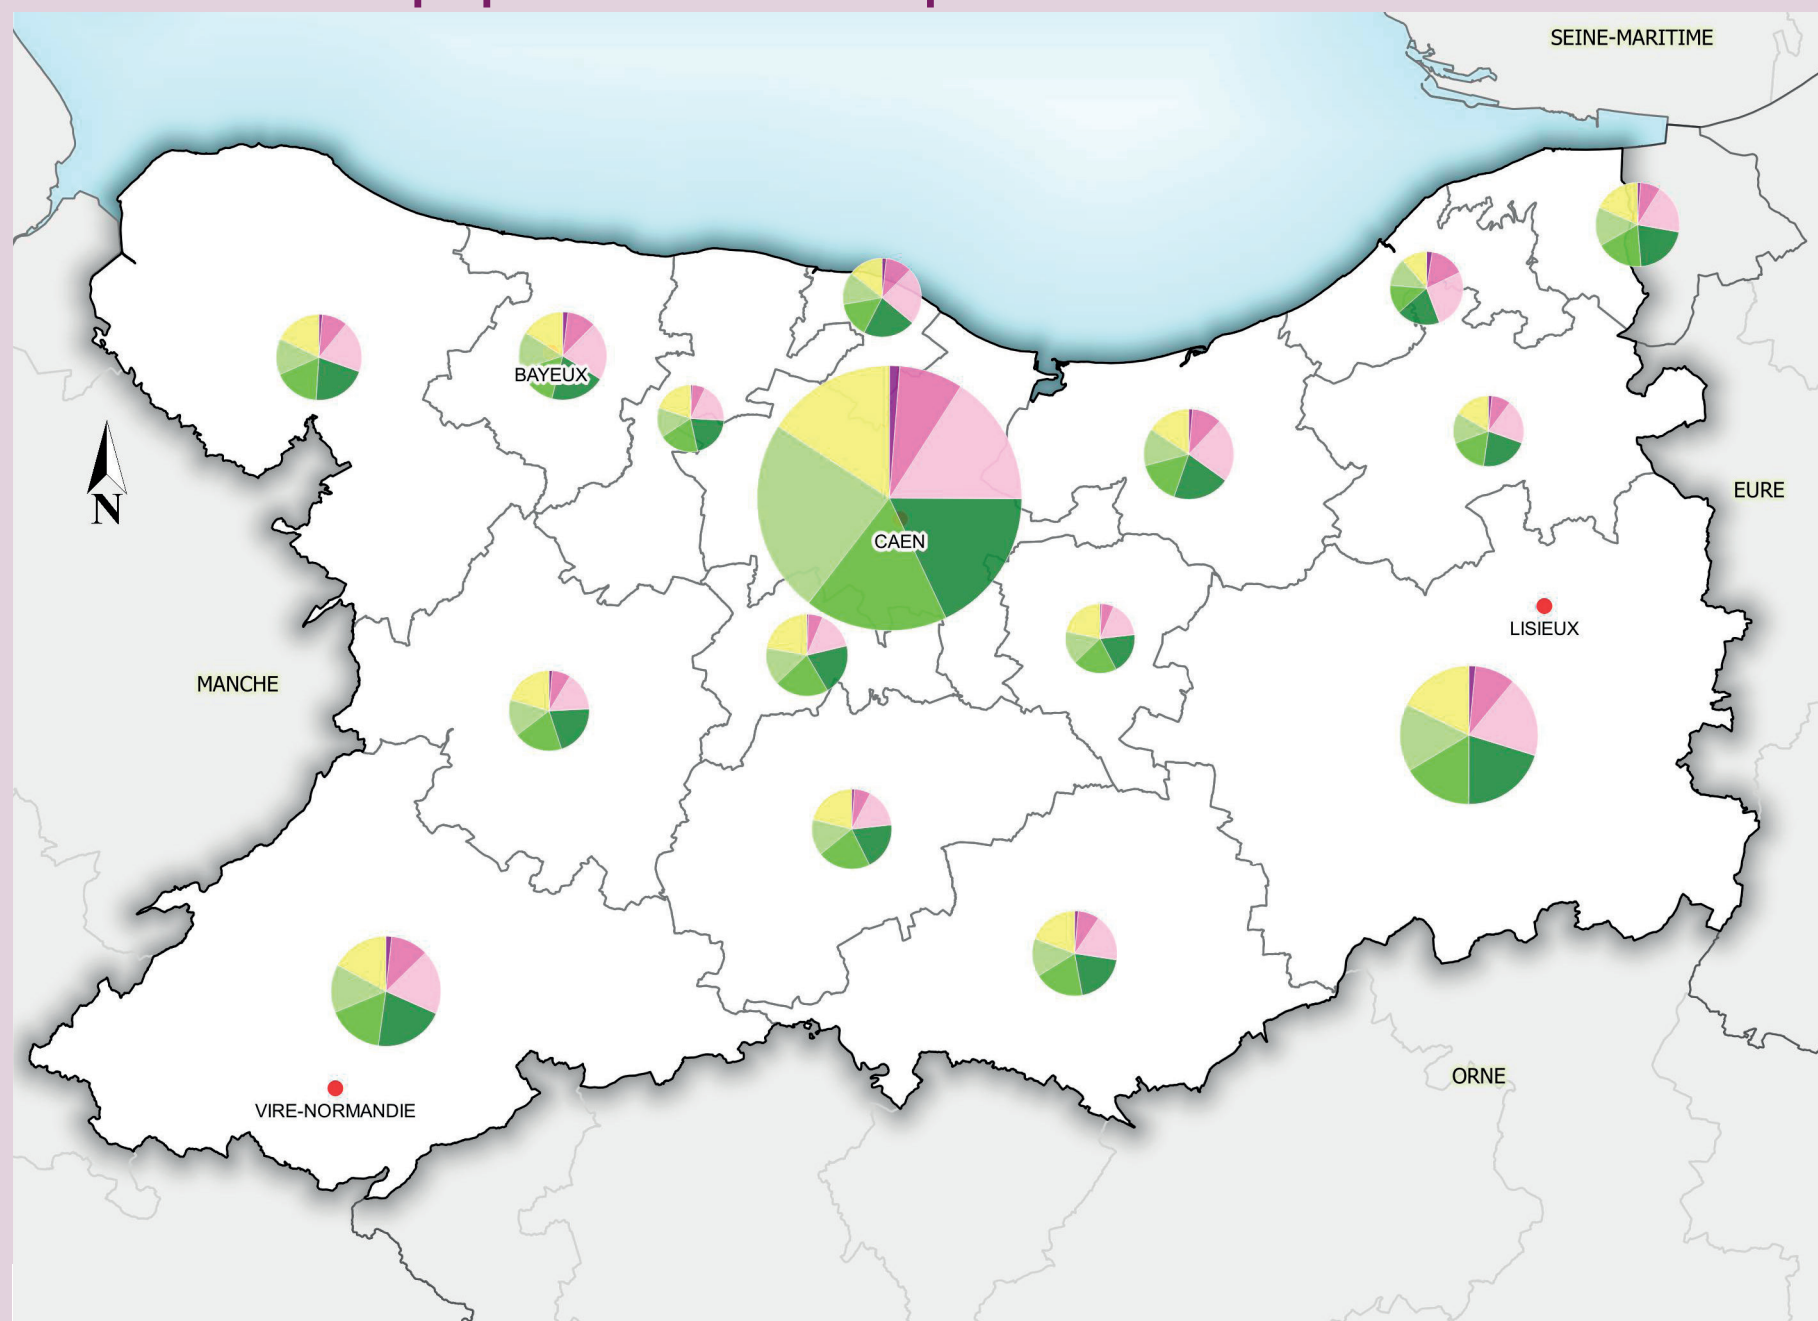 SEINE-MARITIME
BAYEUX
EURE
N
CAEN
LISIEUX
MANCHE
ORNE
VIRE-NORMANDIE